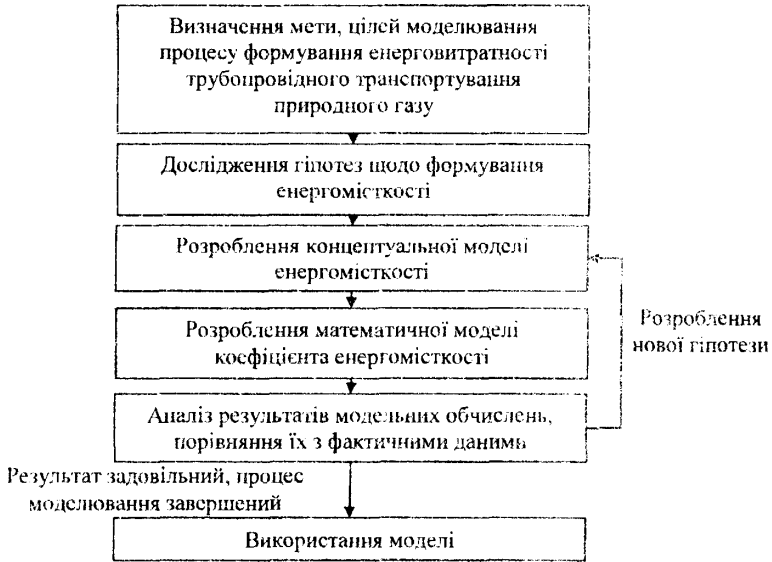 Визначення мети, цілей моделювання
процесу формування енерговитратності
трубопровідного транспортування
природного газу
Дослідження гіпотез щодо формування
енергомісткості
Розроблення концептуальної моделі
енергомісткості
Розроблення математичної моделі
коефіцієнта енергомісткості
Розроблення
нової гіпотези
Аналіз результатів модельних обчислень,
порівняння їх з фактичними даними
Результат задовільний, процес
моделювання завершений
Використання моделі